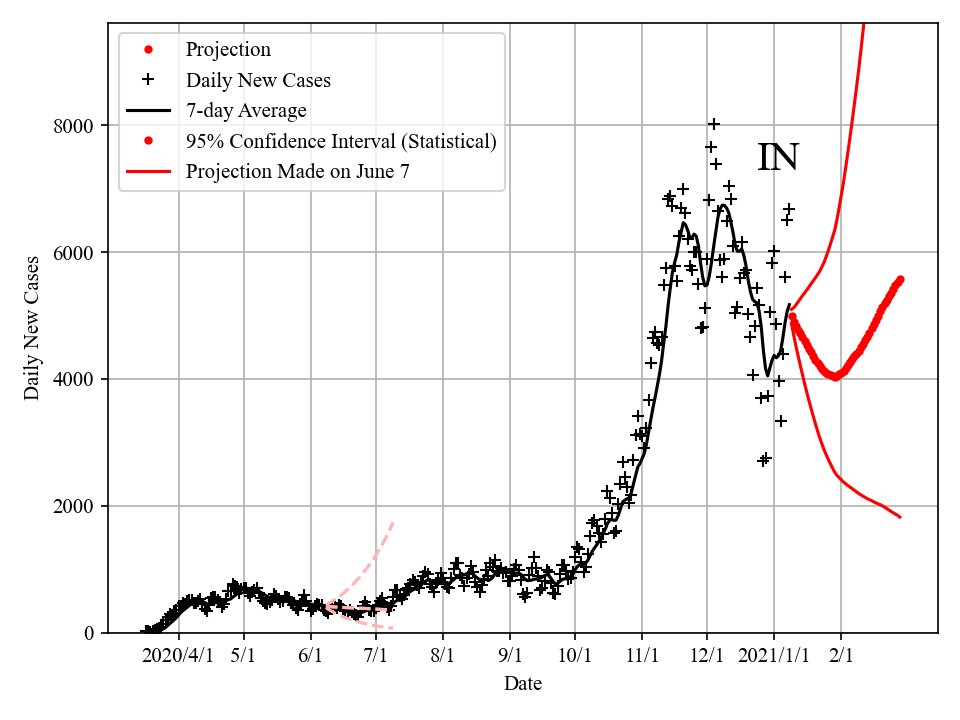 Projection
Daily New Cases
7-day Average
95% Confidence Interval (Statistical)
Projection Made on June 7
IN
8000
6000
4000
2000
0
Daily New Cases
2020/4/1 5/1 6/1 7/1 8/1 9/1 10/1 11/1 12/1 2021/1/1 2/1
Date